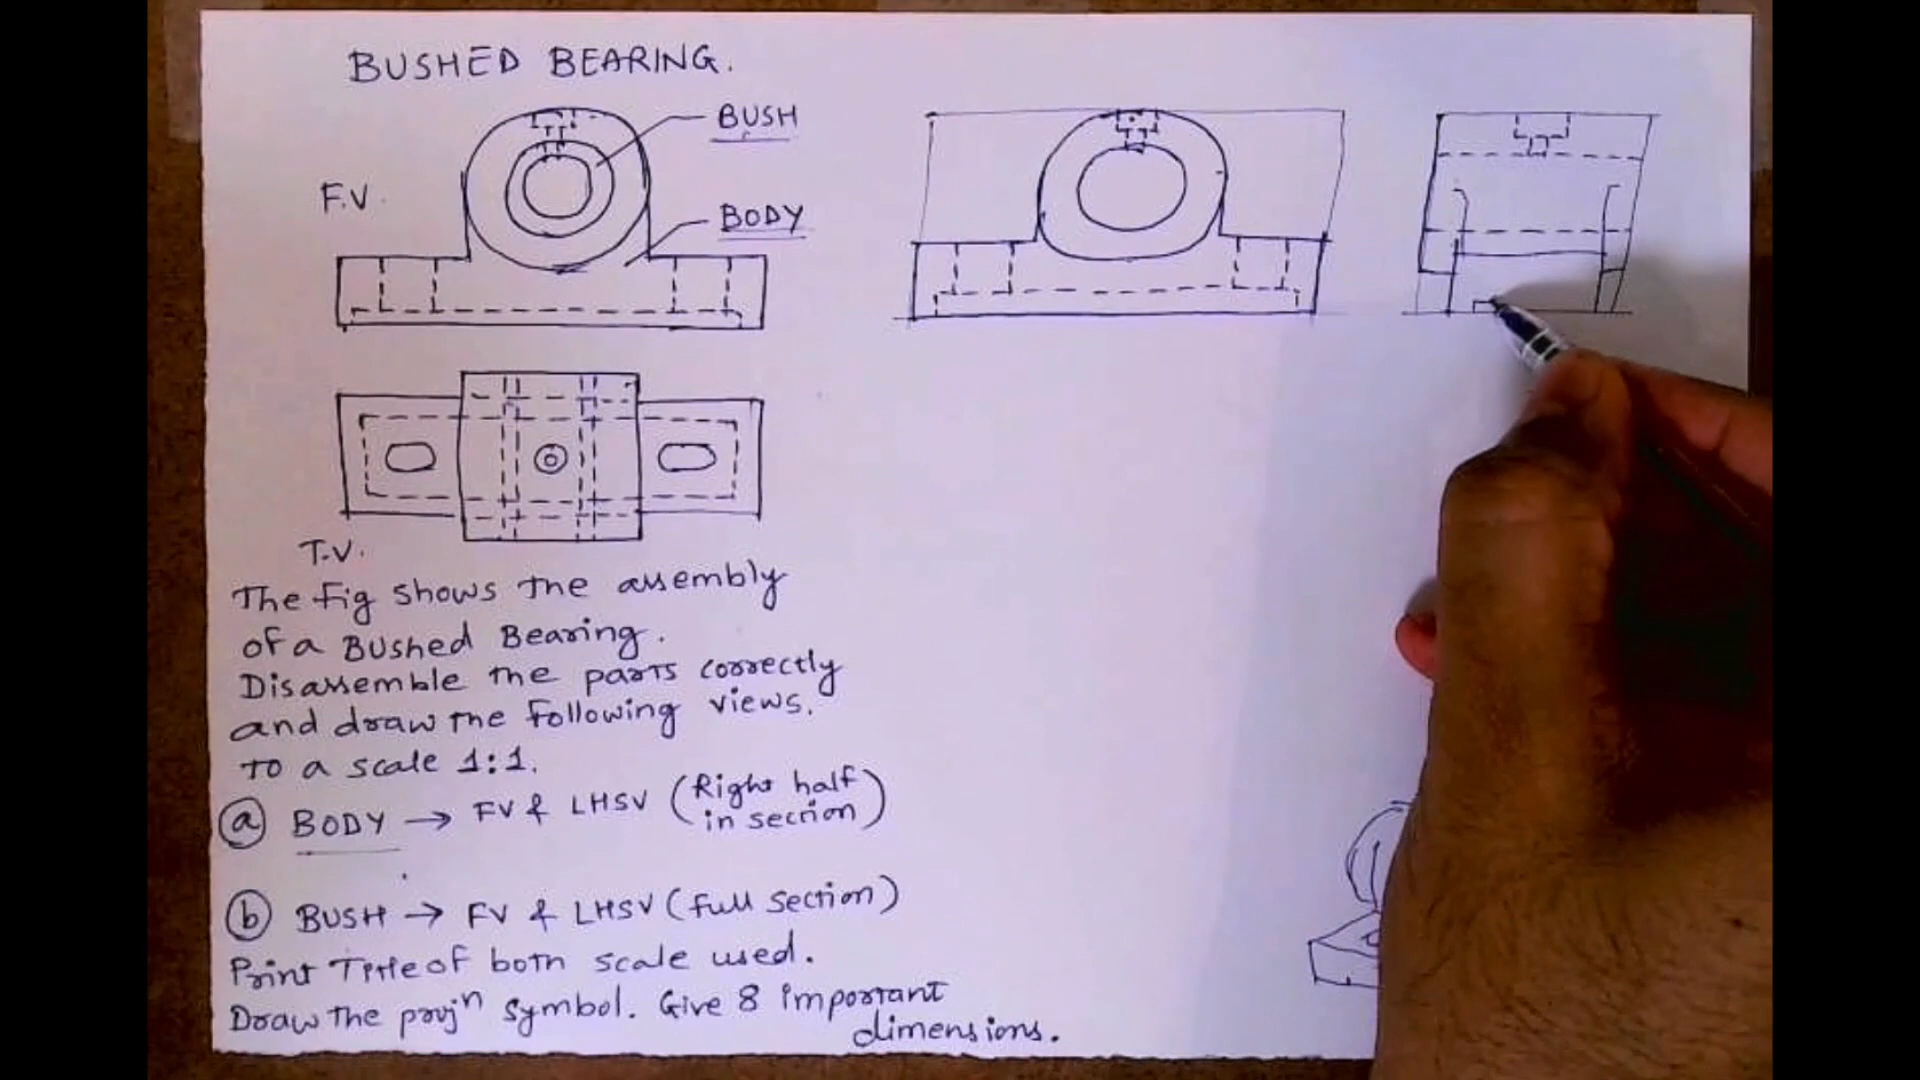 BUSHED BEARING.
BUSH
F.V.
BODY
T.V.
The Fig shows the assembly
of a BUShed Bearing.
Disassemble the parts correctly
and draw the following views.
TO a scale 1:1.
(a) BODY → FV & LHSV (Right half
in section)
(b) BUSH → FV & LHSV (full section)
Print Title of both scale used.
Draw the projⁿ symbol. Give 8 important
dimensions.